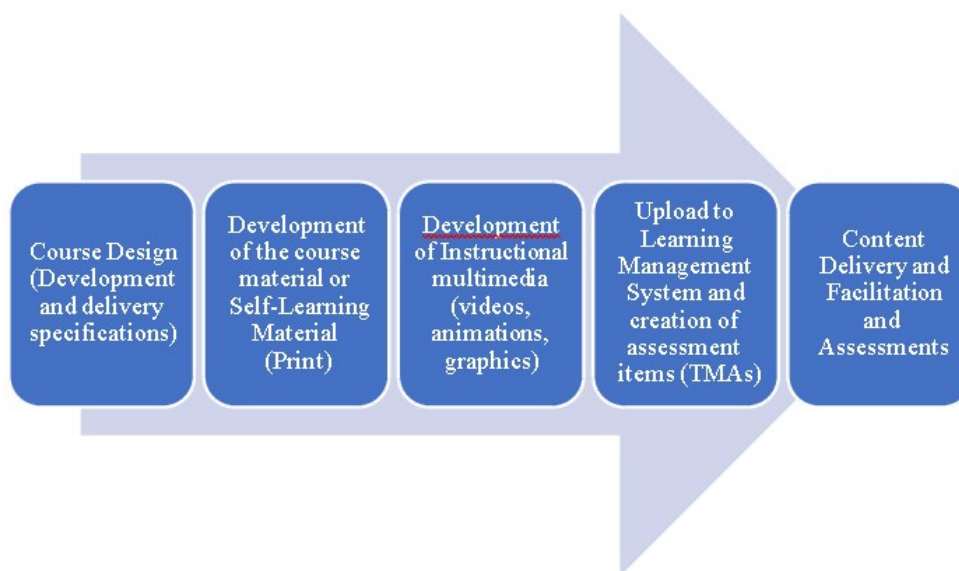 Course Design
(Development
and delivery
specifications)
Development
of the course
material or
Self-Learning
Material
(Print)
Development
of Instructional
multimedia
(videos,
animations,
graphics)
Upload to
Learning
Management
System and
creation of
assessment
items (TMAs)
Content
Delivery and
Facilitation
and
Assessments